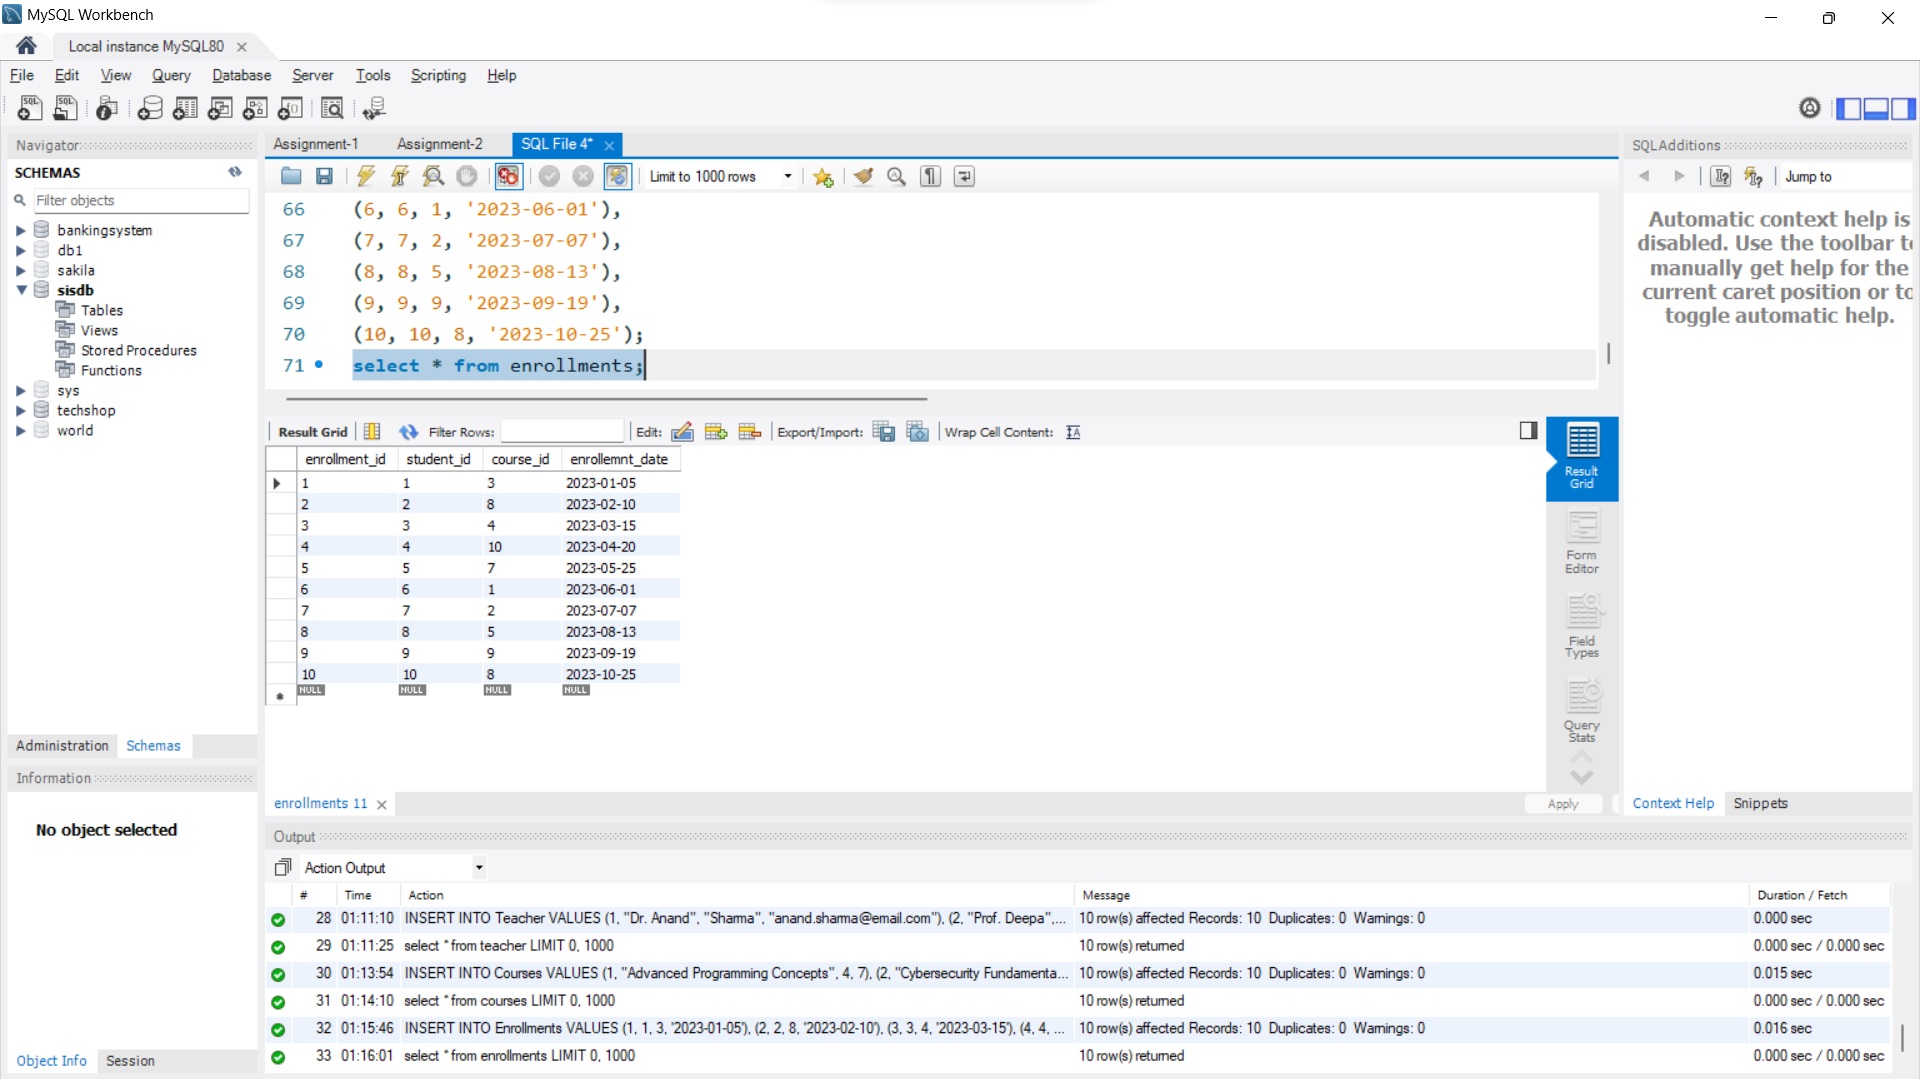 MySQL Workbench
Local instance MySQL80
File Edit View Query Database Server Tools Scripting Help
Navigator
SCHEMAS
Filter objects
bankingsystem
db1
sakila
sisdb
Tables
Views
Stored Procedures
Functions
sys
techshop
world
Administration Schemas
Information
No object selected
Object Info Session
Assignment-1 Assignment-2 SQL File 4*
Limit to 1000 rows
66 (6, 6, 1, '2023-06-01'),
67 (7, 7, 2, '2023-07-07'),
68 (8, 8, 5, '2023-08-13'),
69 (9, 9, 9, '2023-09-19'),
70 (10, 10, 8, '2023-10-25');
71 select * from enrollments;
Result Grid Filter Rows: Edit: Export/Import: Wrap Cell Content:
enrollment_id student_id course_id enrollemnt_date
1 1 3 2023-01-05
2 2 8 2023-02-10
3 3 4 2023-03-15
4 4 10 2023-04-20
5 5 7 2023-05-25
6 6 1 2023-06-01
7 7 2 2023-07-07
8 8 5 2023-08-13
9 9 9 2023-09-19
10 10 8 2023-10-25
NULL NULL NULL NULL
Result
Grid
Form
Editor
Field
Types
Query
Stats
enrollments 11
Apply
SQLAdditions
Jump to
Automatic context help is
disabled. Use the toolbar t
manually get help for the
current caret position or to
toggle automatic help.
Context Help Snippets
Output
Action Output
# Time Action Message Duration / Fetch
28 01:11:10 INSERT INTO Teacher VALUES (1, "Dr. Anand", "Sharma", "anand.sharma@email.com"), (2, "Prof. Deepa",... 10 row(s) affected Records: 10 Duplicates: 0 Warnings: 0 0.000 sec
29 01:11:25 select * from teacher LIMIT 0, 1000 10 row(s) returned 0.000 sec / 0.000 sec
30 01:13:54 INSERT INTO Courses VALUES (1, "Advanced Programming Concepts", 4, 7), (2, "Cybersecurity Fundamenta... 10 row(s) affected Records: 10 Duplicates: 0 Warnings: 0 0.015 sec
31 01:14:10 select * from courses LIMIT 0, 1000 10 row(s) returned 0.000 sec / 0.000 sec
32 01:15:46 INSERT INTO Enrollments VALUES (1, 1, 3, '2023-01-05'), (2, 2, 8, '2023-02-10'), (3, 3, 4, '2023-03-15'), (4, 4, ... 10 row(s) affected Records: 10 Duplicates: 0 Warnings: 0 0.016 sec
33 01:16:01 select * from enrollments LIMIT 0, 1000 10 row(s) returned 0.000 sec / 0.000 sec